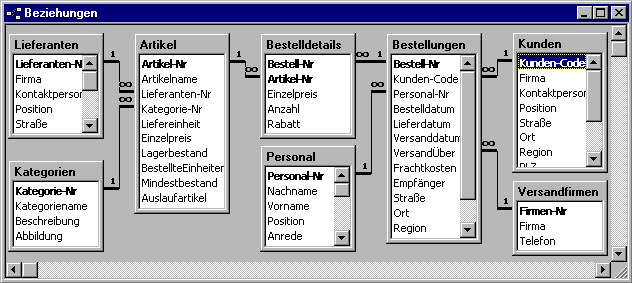 Beziehungen
Lieferanten
Lieferanten-N
Firma
Kontaktperson
Position
Straße
Kategorien
Kategorie-Nr
Kategoriename
Beschreibung
Abbildung
Artikel
Artikel-Nr
Artikelname
Lieferanten-Nr
Kategorie-Nr
Liefereinheit
Einzelpreis
Lagerbestand
BestellteEinheiten
Mindestbestand
Auslaufartikel
Bestelldetails
Bestell-Nr
Artikel-Nr
Einzelpreis
Anzahl
Rabatt
Personal
Personal-Nr
Nachname
Vorname
Position
Anrede
Bestellungen
Bestell-Nr
Kunden-Code
Personal-Nr
Bestelldatum
Lieferdatum
Versanddatum
VersandÜber
Frachtkosten
Empfänger
Straße
Ort
Region
Kunden
Kunden-Code
Firma
Kontaktperson
Position
Straße
Ort
Region
PLZ
Versandfirmen
Firmen-Nr
Firma
Telefon
1
∞
∞
1
1
∞
1
∞
∞
1
∞
1
∞
1